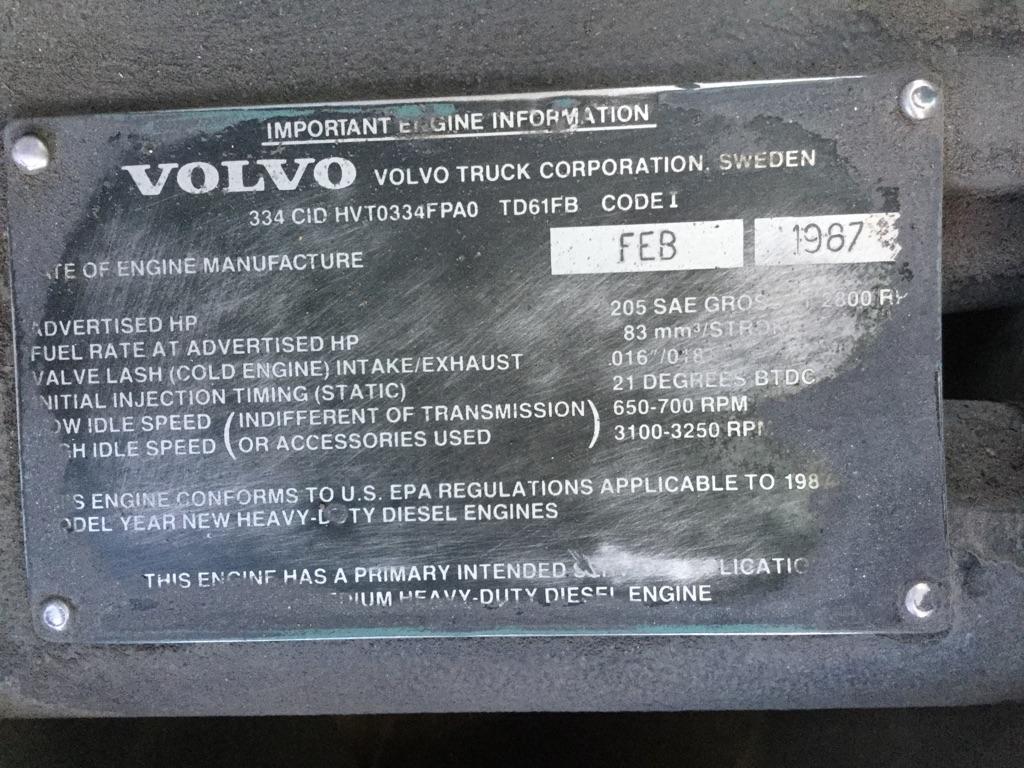 IMPORTANT ENGINE INFORMATION
VOLVO VOLVO TRUCK CORPORATION, SWEDEN
334 CID HVT0334FPA0 TD61FB CODE I
OF ENGINE MANUFACTURE FEB 1987
ADVERTISED HP 205 SAE 2800
FUEL RATE AT ADVERTISED HP 83 mm³/STROKE
VALVE LASH (COLD ENGINE) INTAKE/EXHAUST .016"/.018
INITIAL INJECTION TIMING (STATIC) 21 DEGREES BTDC
IDLE SPEED (INDIFFERENT OF TRANSMISSION) 650-700 RPM
IDLE SPEED (OR ACCESSORIES USED) 3100-3250 RPM
ENGINE CONFORMS TO U.S. EPA REGULATIONS APPLICABLE TO
MODEL YEAR NEW HEAVY-DUTY DIESEL ENGINES
THIS ENGINE HAS A PRIMARY INTENDED
HEAVY-DUTY DIESEL ENGINE